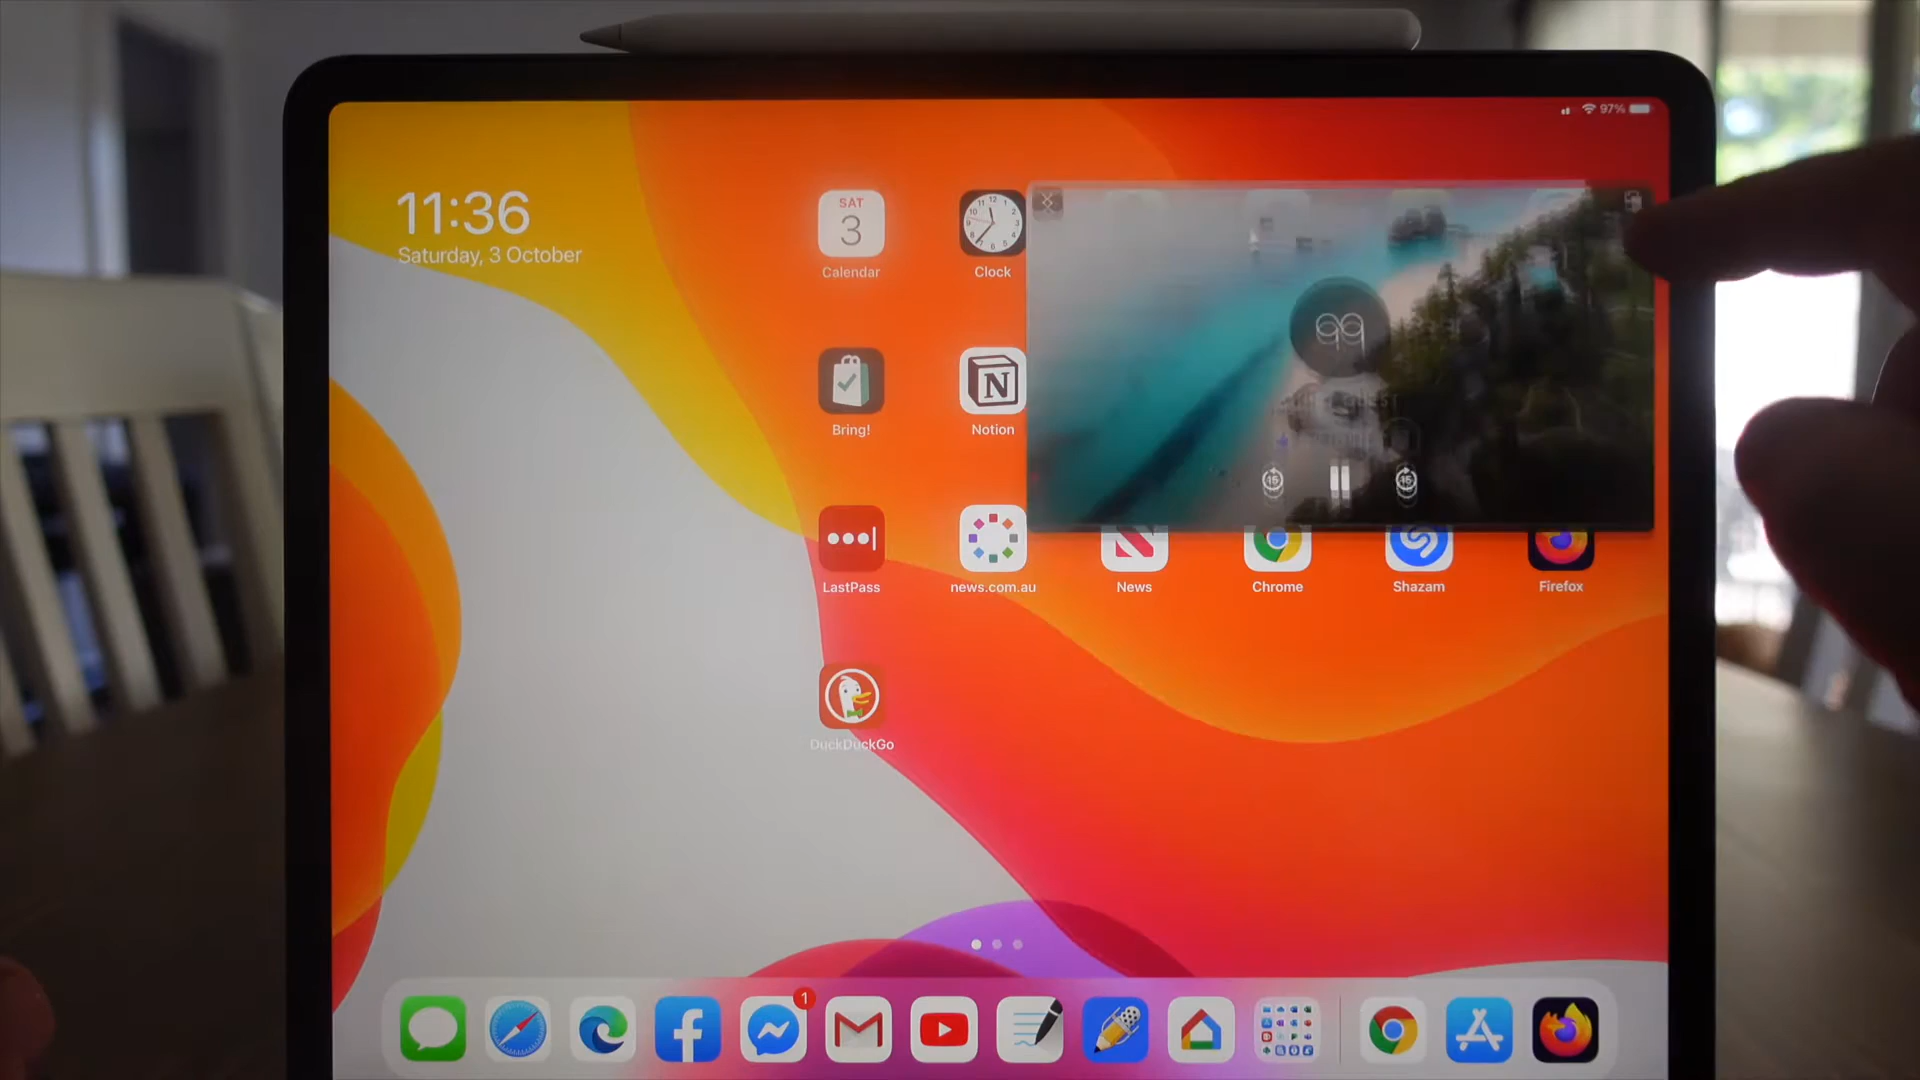 97%
11:36
Saturday, 3 October
SAT
3
Calendar
Clock
Bring!
N
Notion
15
15
LastPass
news.com.au
News
Chrome
Shazam
Firefox
DuckDuckGo
1